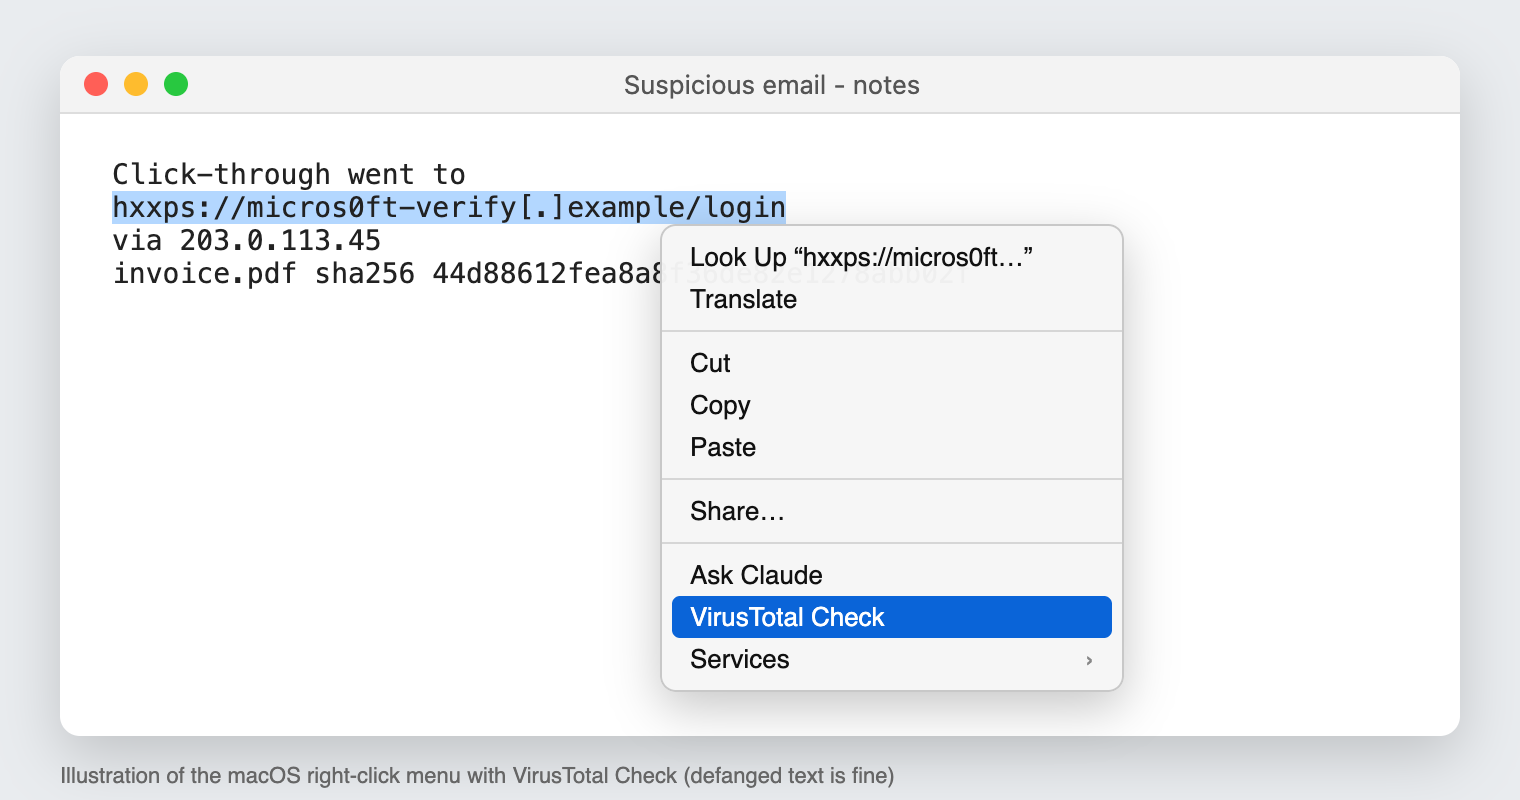 Suspicious email - notes
Click-through went to
hxxps://micros0ft-verify[.]example/login
via 203.0.113.45
invoice.pdf sha256 44d88612fea8a8f36de82e1278abb02f
Look Up “hxxps://micros0ft…”
Translate
Cut
Copy
Paste
Share…
Ask Claude
VirusTotal Check
Services ›
Illustration of the macOS right-click menu with VirusTotal Check (defanged text is fine)